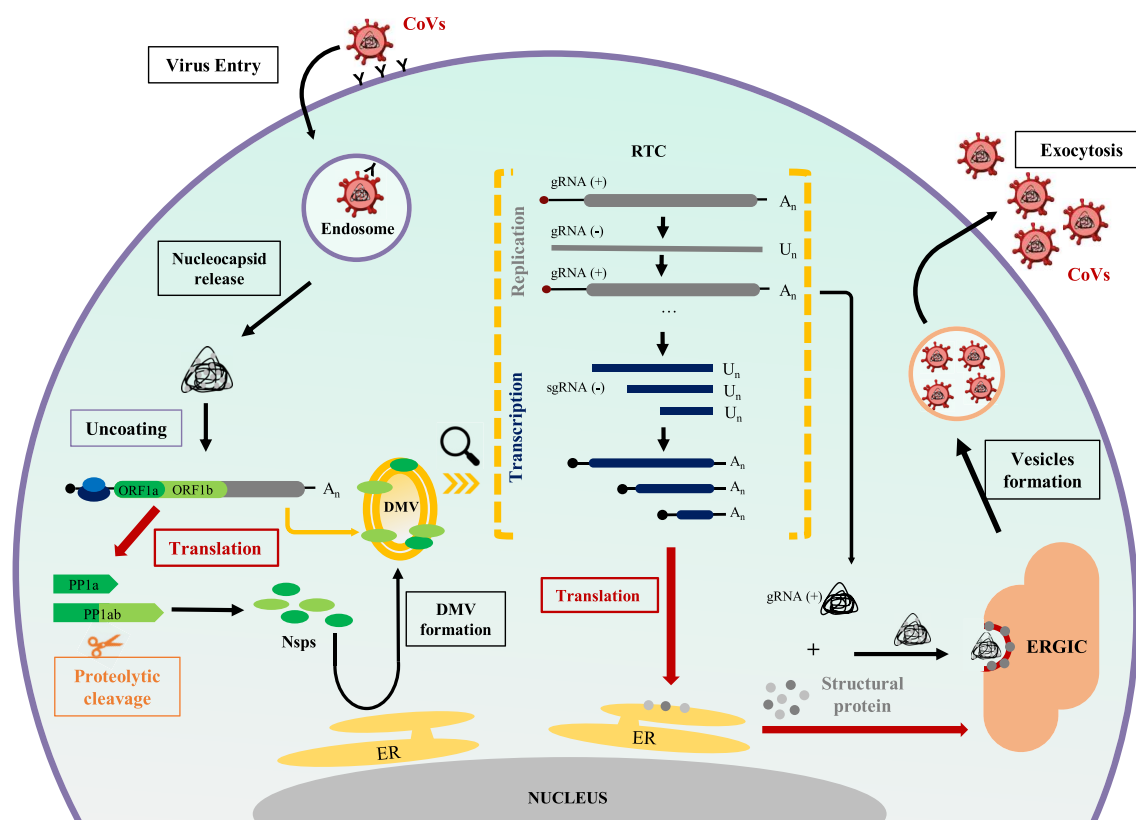 CoVs
Virus Entry
Endosome
Nucleocapsid
release
Uncoating
ORF1a ORF1b
An
Translation
PP1a
PP1ab
Proteolytic
cleavage
Nsps
DMV
DMV
formation
ER
RTC
Replication
gRNA (+)
An
gRNA (-)
Un
gRNA (+)
An
...
Transcription
Un
sgRNA (-)
Un
Un
An
An
An
Translation
ER
NUCLEUS
gRNA (+)
+
Structural
protein
ERGIC
Vesicles
formation
Exocytosis
CoVs